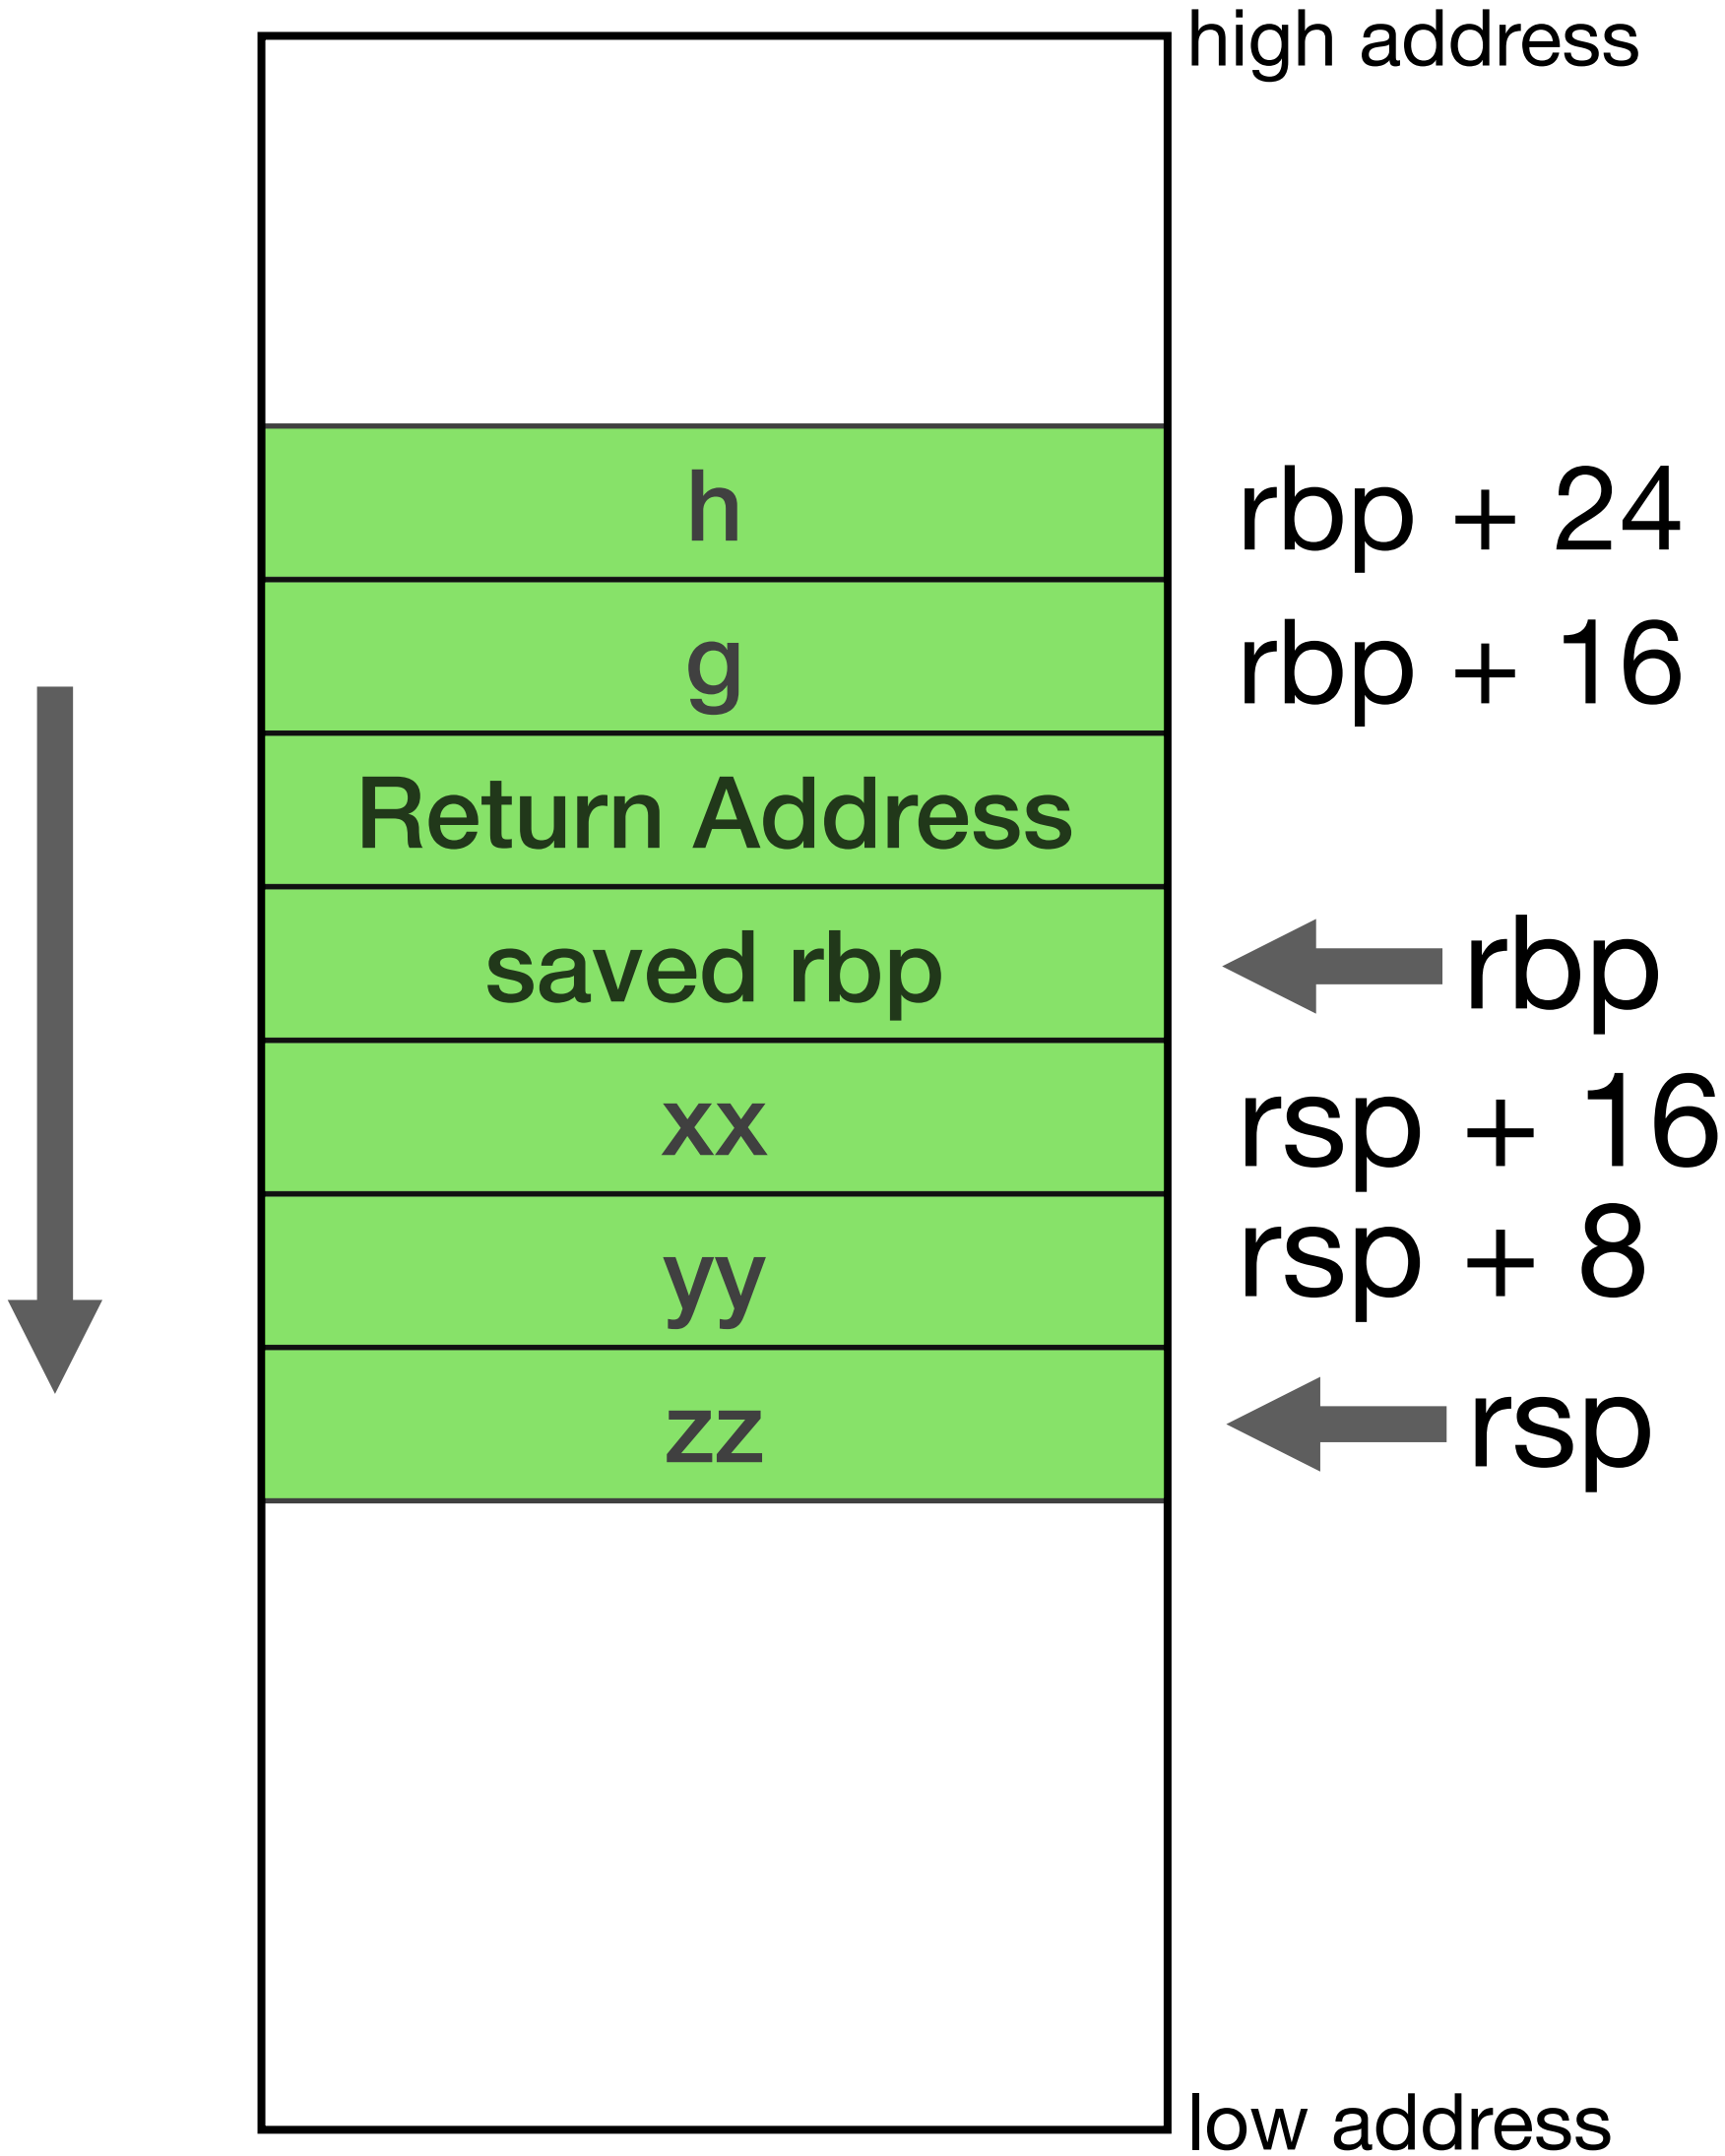 high address
h
rbp + 24
g
rbp + 16
Return Address
saved rbp
rbp
xx
rsp + 16
yy
rsp + 8
zz
rsp
low address